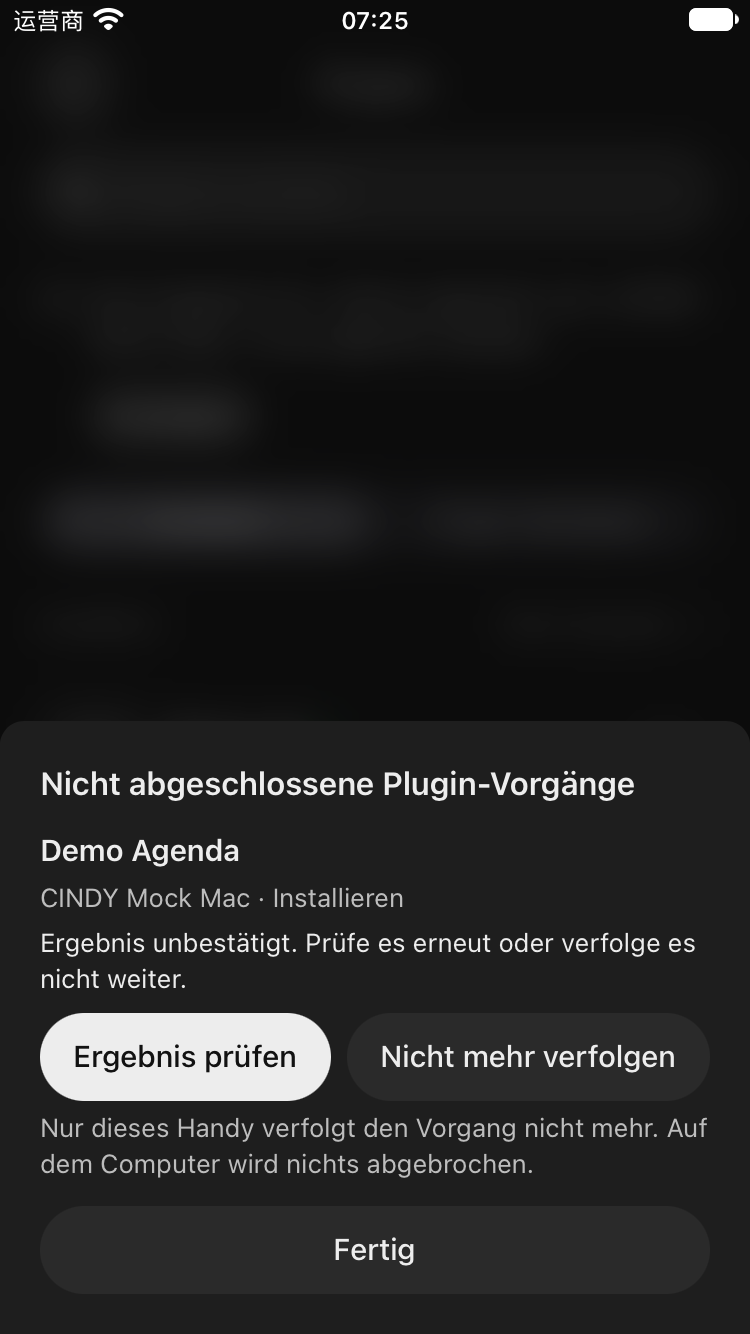 运营商
07:25
Nicht abgeschlossene Plugin-Vorgänge
Demo Agenda
CINDY Mock Mac · Installieren
Ergebnis unbestätigt. Prüfe es erneut oder verfolge es
nicht weiter.
Ergebnis prüfen
Nicht mehr verfolgen
Nur dieses Handy verfolgt den Vorgang nicht mehr. Auf
dem Computer wird nichts abgebrochen.
Fertig